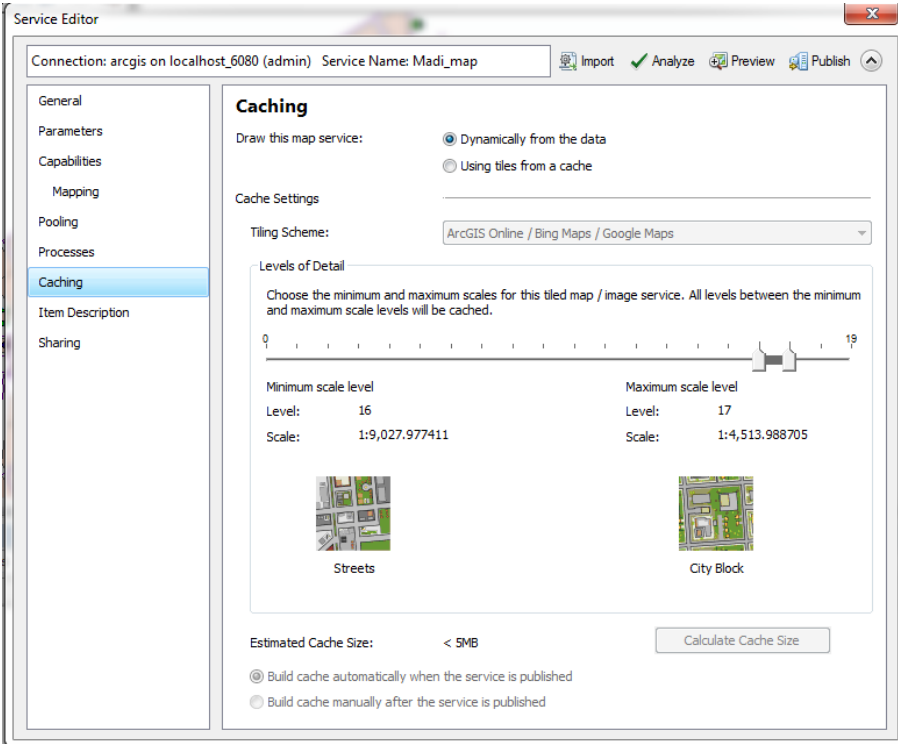 Service Editor
Connection: arcgis on localhost_6080 (admin) Service Name: Madi_map
Import
Analyze
Preview
Publish
General
Parameters
Capabilities
Mapping
Pooling
Processes
Caching
Item Description
Sharing
Caching
Draw this map service:
Dynamically from the data
Using tiles from a cache
Cache Settings
Tiling Scheme:
ArcGIS Online / Bing Maps / Google Maps
Levels of Detail
Choose the minimum and maximum scales for this tiled map / image service. All levels between the minimum
and maximum scale levels will be cached.
0
19
Minimum scale level
Level: 16
Scale: 1:9,027.977411
Streets
Maximum scale level
Level: 17
Scale: 1:4,513.988705
City Block
Estimated Cache Size: < 5MB
Calculate Cache Size
Build cache automatically when the service is published
Build cache manually after the service is published